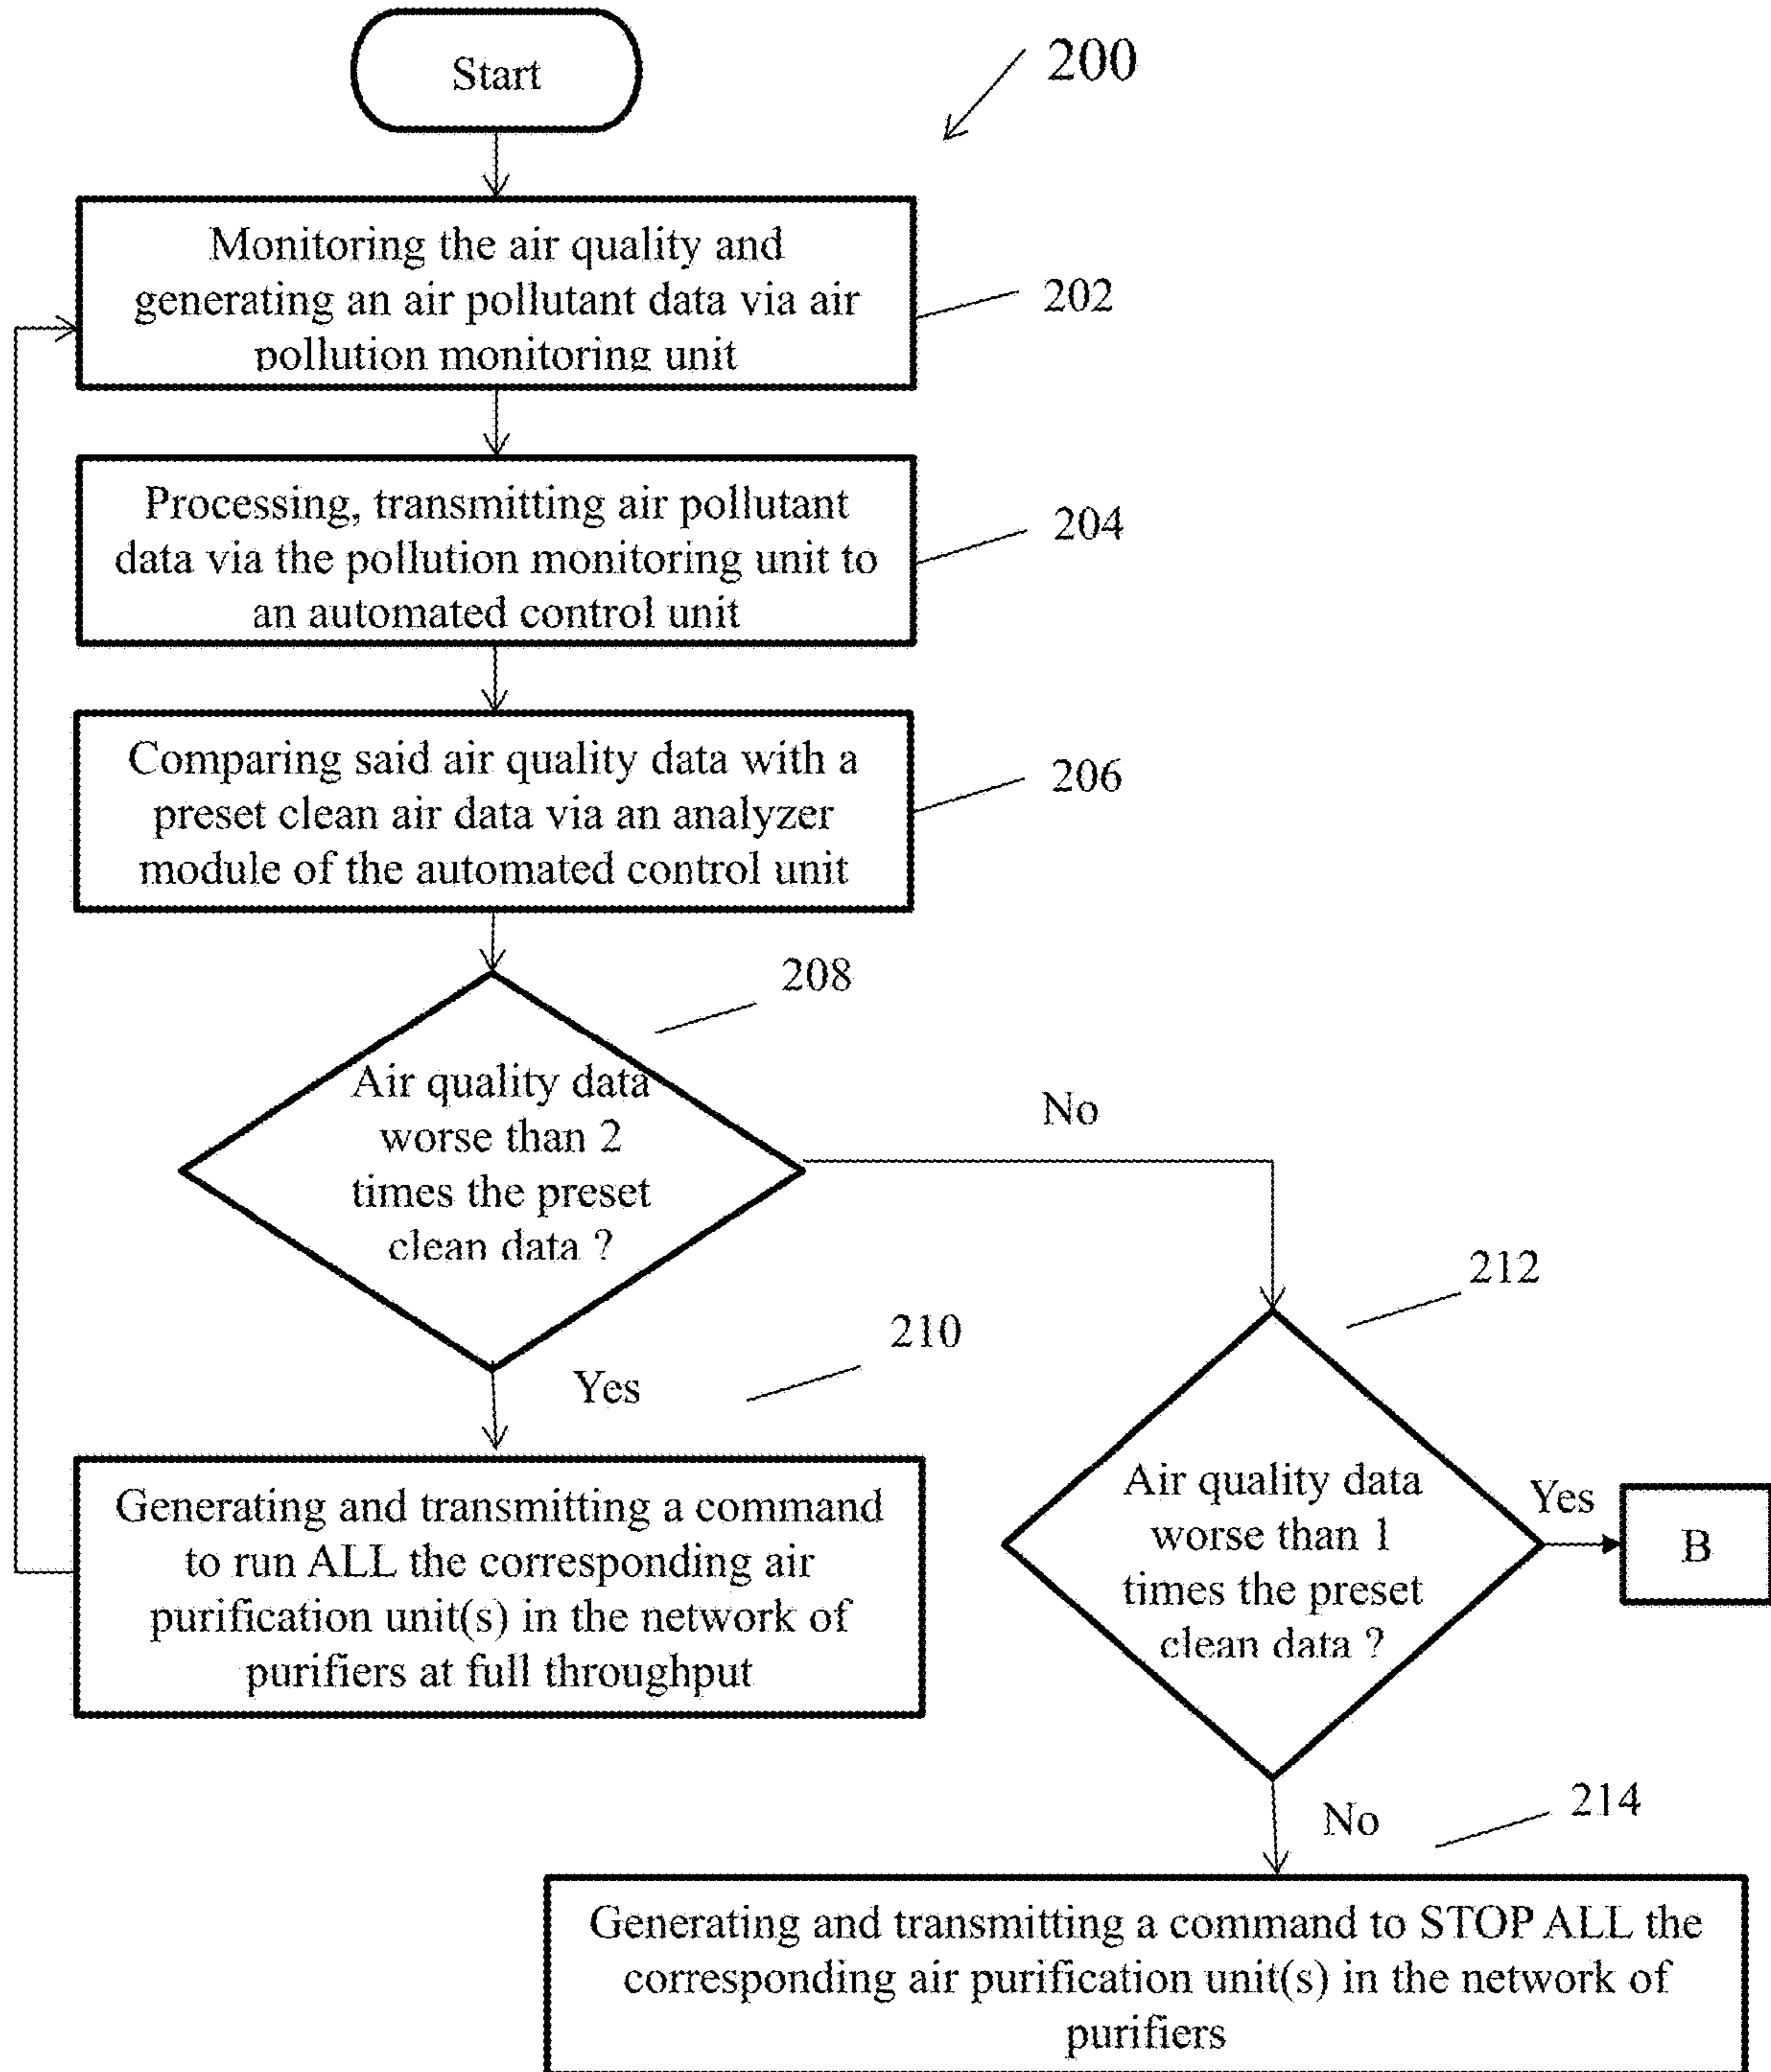 Start
200
Monitoring the air quality and
generating an air pollutant data via air
pollution monitoring unit
202
Processing, transmitting air pollutant
data via the pollution monitoring unit to
an automated control unit
204
Comparing said air quality data with a
preset clean air data via an analyzer
module of the automated control unit
206
208
Air quality data
worse than 2
times the preset
clean data ?
No
Yes
210
Generating and transmitting a command
to run ALL the corresponding air
purification unit(s) in the network of
purifiers at full throughput
212
Air quality data
worse than 1
times the preset
clean data ?
Yes
B
No
214
Generating and transmitting a command to STOP ALL the
corresponding air purification unit(s) in the network of
purifiers